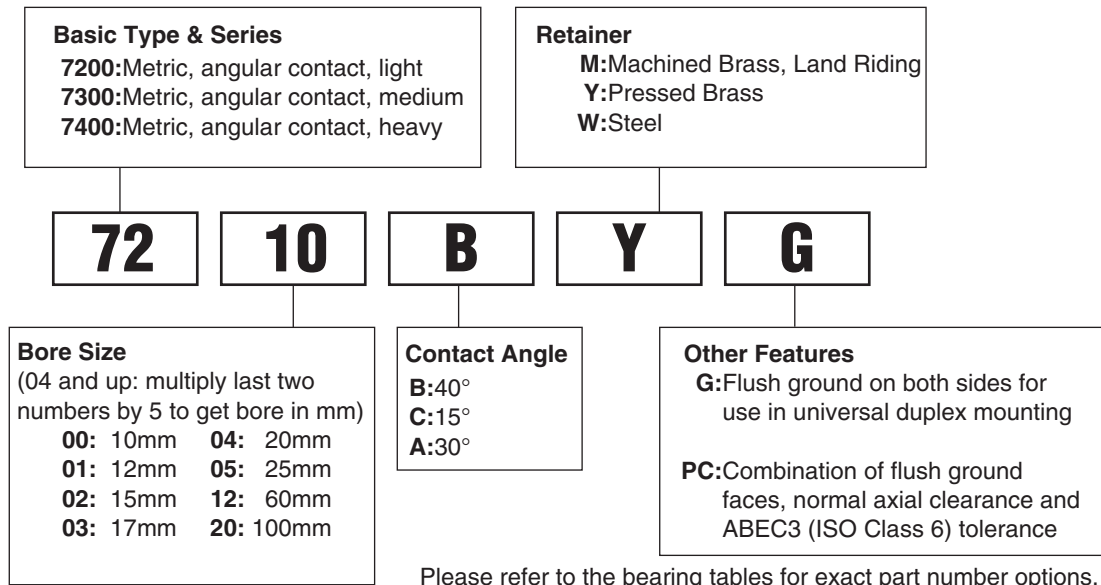 Basic Type & Series
7200:Metric, angular contact, light
7300:Metric, angular contact, medium
7400:Metric, angular contact, heavy
Retainer
M:Machined Brass, Land Riding
Y:Pressed Brass
W:Steel
72 10 B Y G
Bore Size
(04 and up: multiply last two
numbers by 5 to get bore in mm)
00: 10mm 04: 20mm
01: 12mm 05: 25mm
02: 15mm 12: 60mm
03: 17mm 20: 100mm
Contact Angle
B:40°
C:15°
A:30°
Other Features
G:Flush ground on both sides for
use in universal duplex mounting
PC:Combination of flush ground
faces, normal axial clearance and
ABEC3 (ISO Class 6) tolerance
Please refer to the bearing tables for exact part number options.